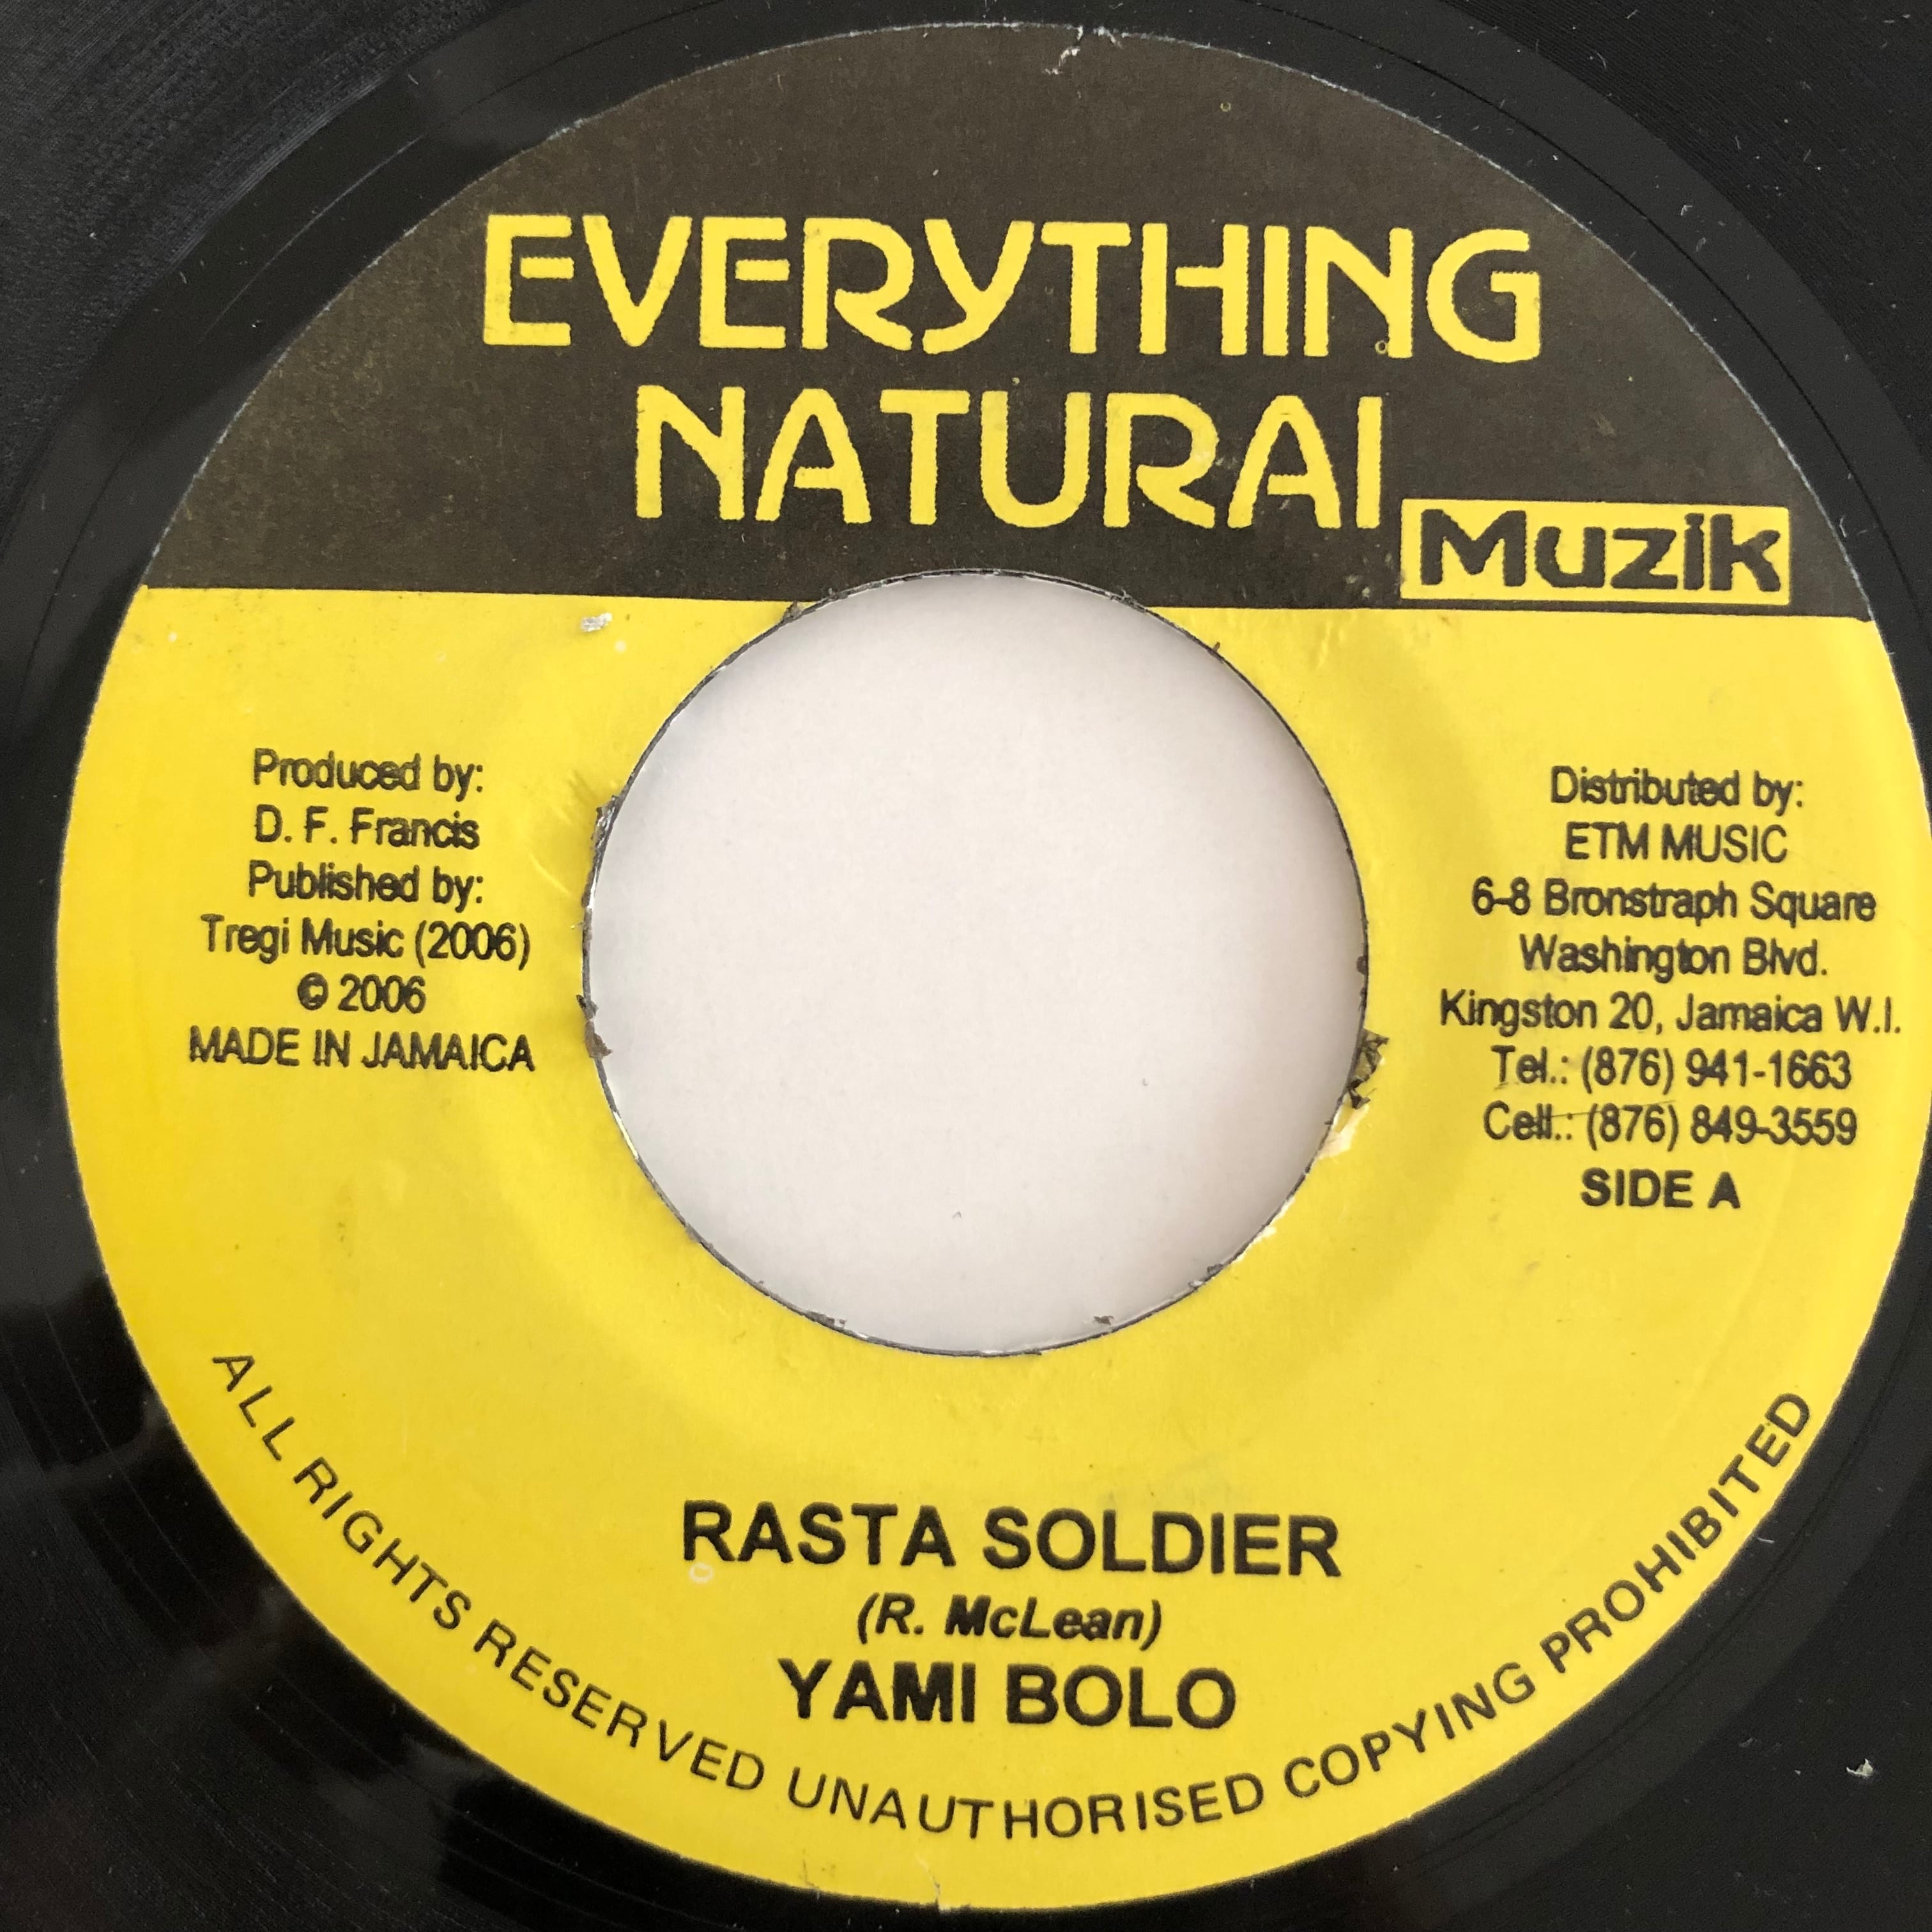 EVERYTHING
NATURAL
Muzik
Produced by:
D. F. Francis
Published by:
Tregi Music (2006)
© 2006
MADE IN JAMAICA
Distributed by:
ETM MUSIC
6-8 Bronstraph Square
Washington Blvd.
Kingston 20, Jamaica W.I.
Tel.: (876) 941-1663
Cell.: (876) 849-3559
SIDE A
RASTA SOLDIER
(R. McLean)
YAMI BOLO
ALL RIGHTS RESERVED UNAUTHORISED COPYING PROHIBITED